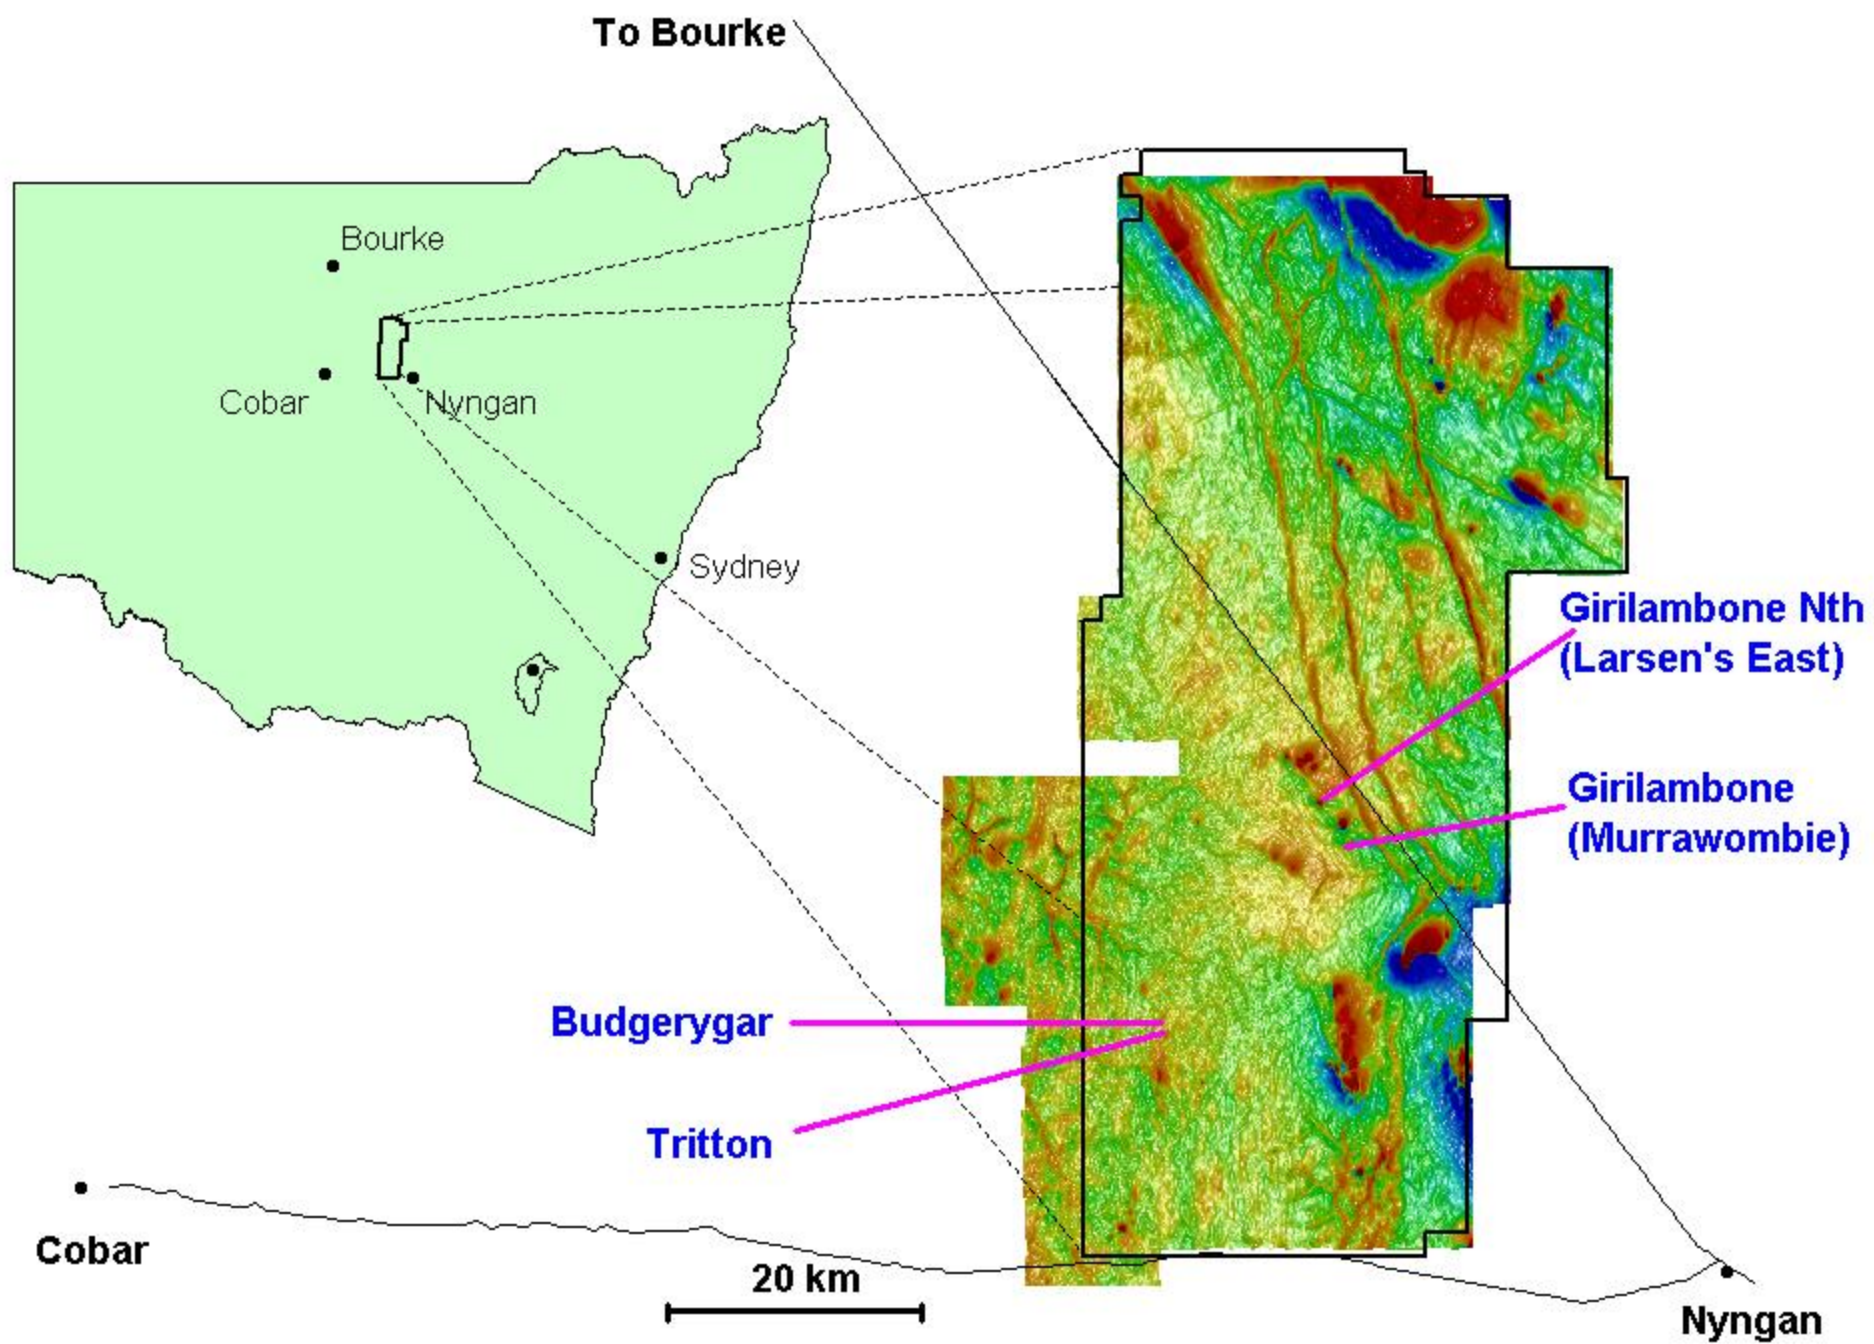 To Bourke
Bourke
Cobar
Nyngan
Sydney
Girilambone Nth
(Larsen's East)
Girilambone
(Murrawombie)
Budgerygar
Tritton
Cobar
20 km
Nyngan